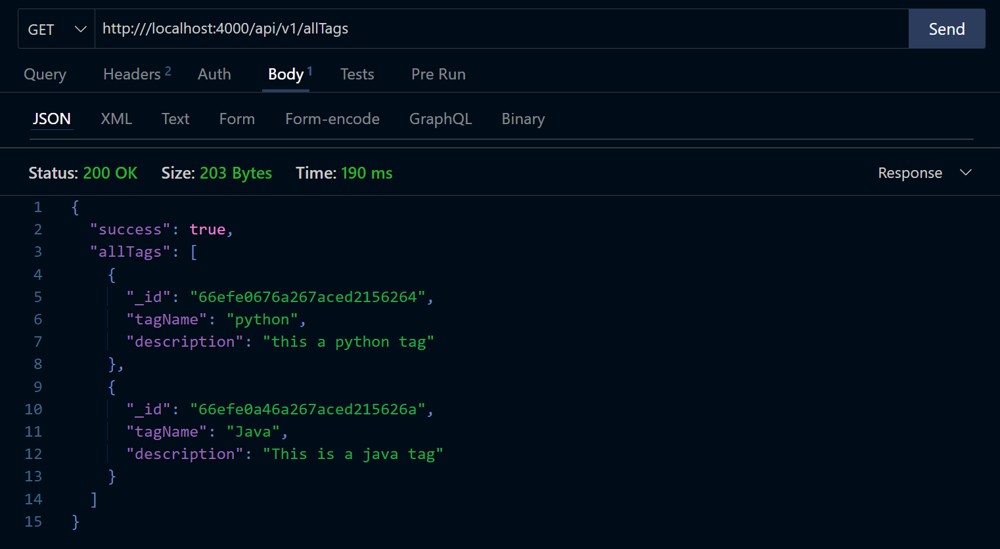 GET http:///localhost:4000/api/v1/allTags Send
Query Headers 2 Auth Body 1 Tests Pre Run
JSON XML Text Form Form-encode GraphQL Binary
Status: 200 OK Size: 203 Bytes Time: 190 ms Response
1 {
2 "success": true,
3 "allTags": [
4 {
5 "_id": "66efe0676a267aced2156264",
6 "tagName": "python",
7 "description": "this a python tag"
8 },
9 {
10 "_id": "66efe0a46a267aced215626a",
11 "tagName": "Java",
12 "description": "This is a java tag"
13 }
14 ]
15 }